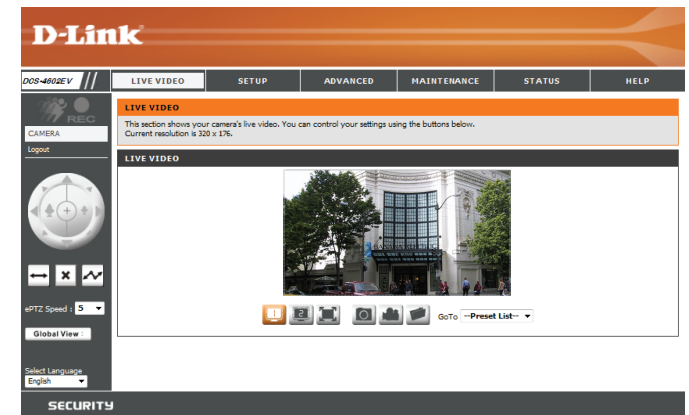 D-Link
DCS-4602EV
LIVE VIDEO
SETUP
ADVANCED
MAINTENANCE
STATUS
HELP
REC
CAMERA
Logout
LIVE VIDEO
This section shows your camera's live video. You can control your settings using the buttons below.
Current resolution is 320 x 176.
LIVE VIDEO
ePTZ Speed : 5
Global View :
1
2
GoTo --Preset List--
Select Language
English
SECURITY